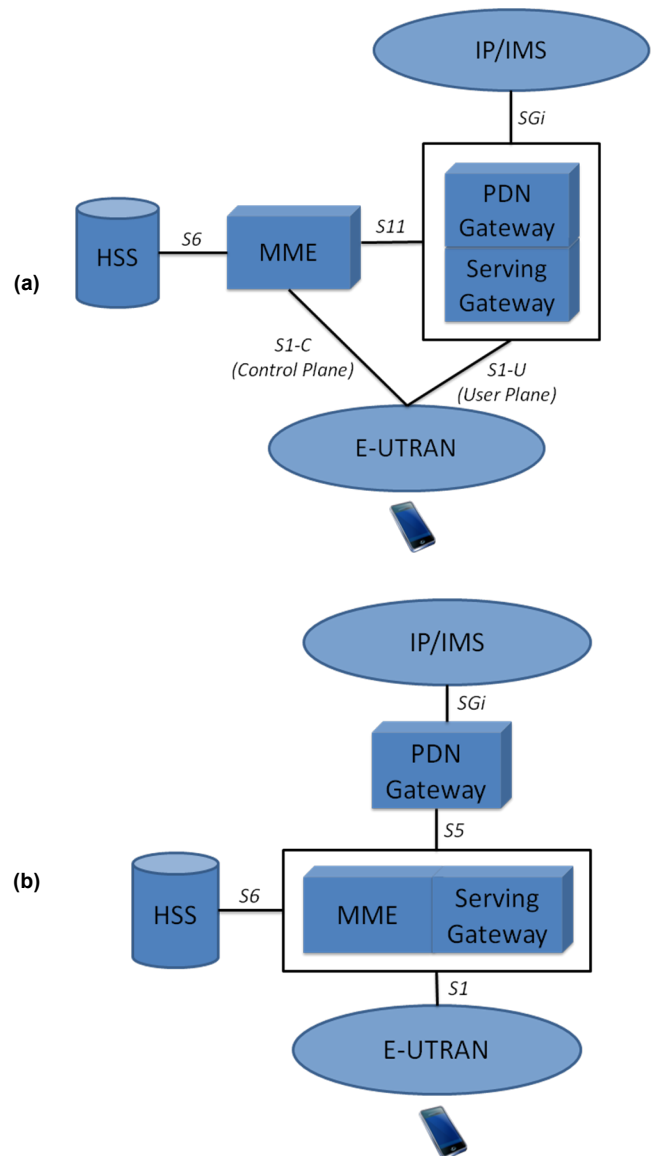 IP/IMS
SGi
PDN
Gateway
Serving
Gateway
S11
MME
S6
HSS
(a)
S1-C
(Control Plane)
S1-U
(User Plane)
E-UTRAN
IP/IMS
SGi
PDN
Gateway
S5
(b)
HSS
S6
MME
Serving
Gateway
S1
E-UTRAN